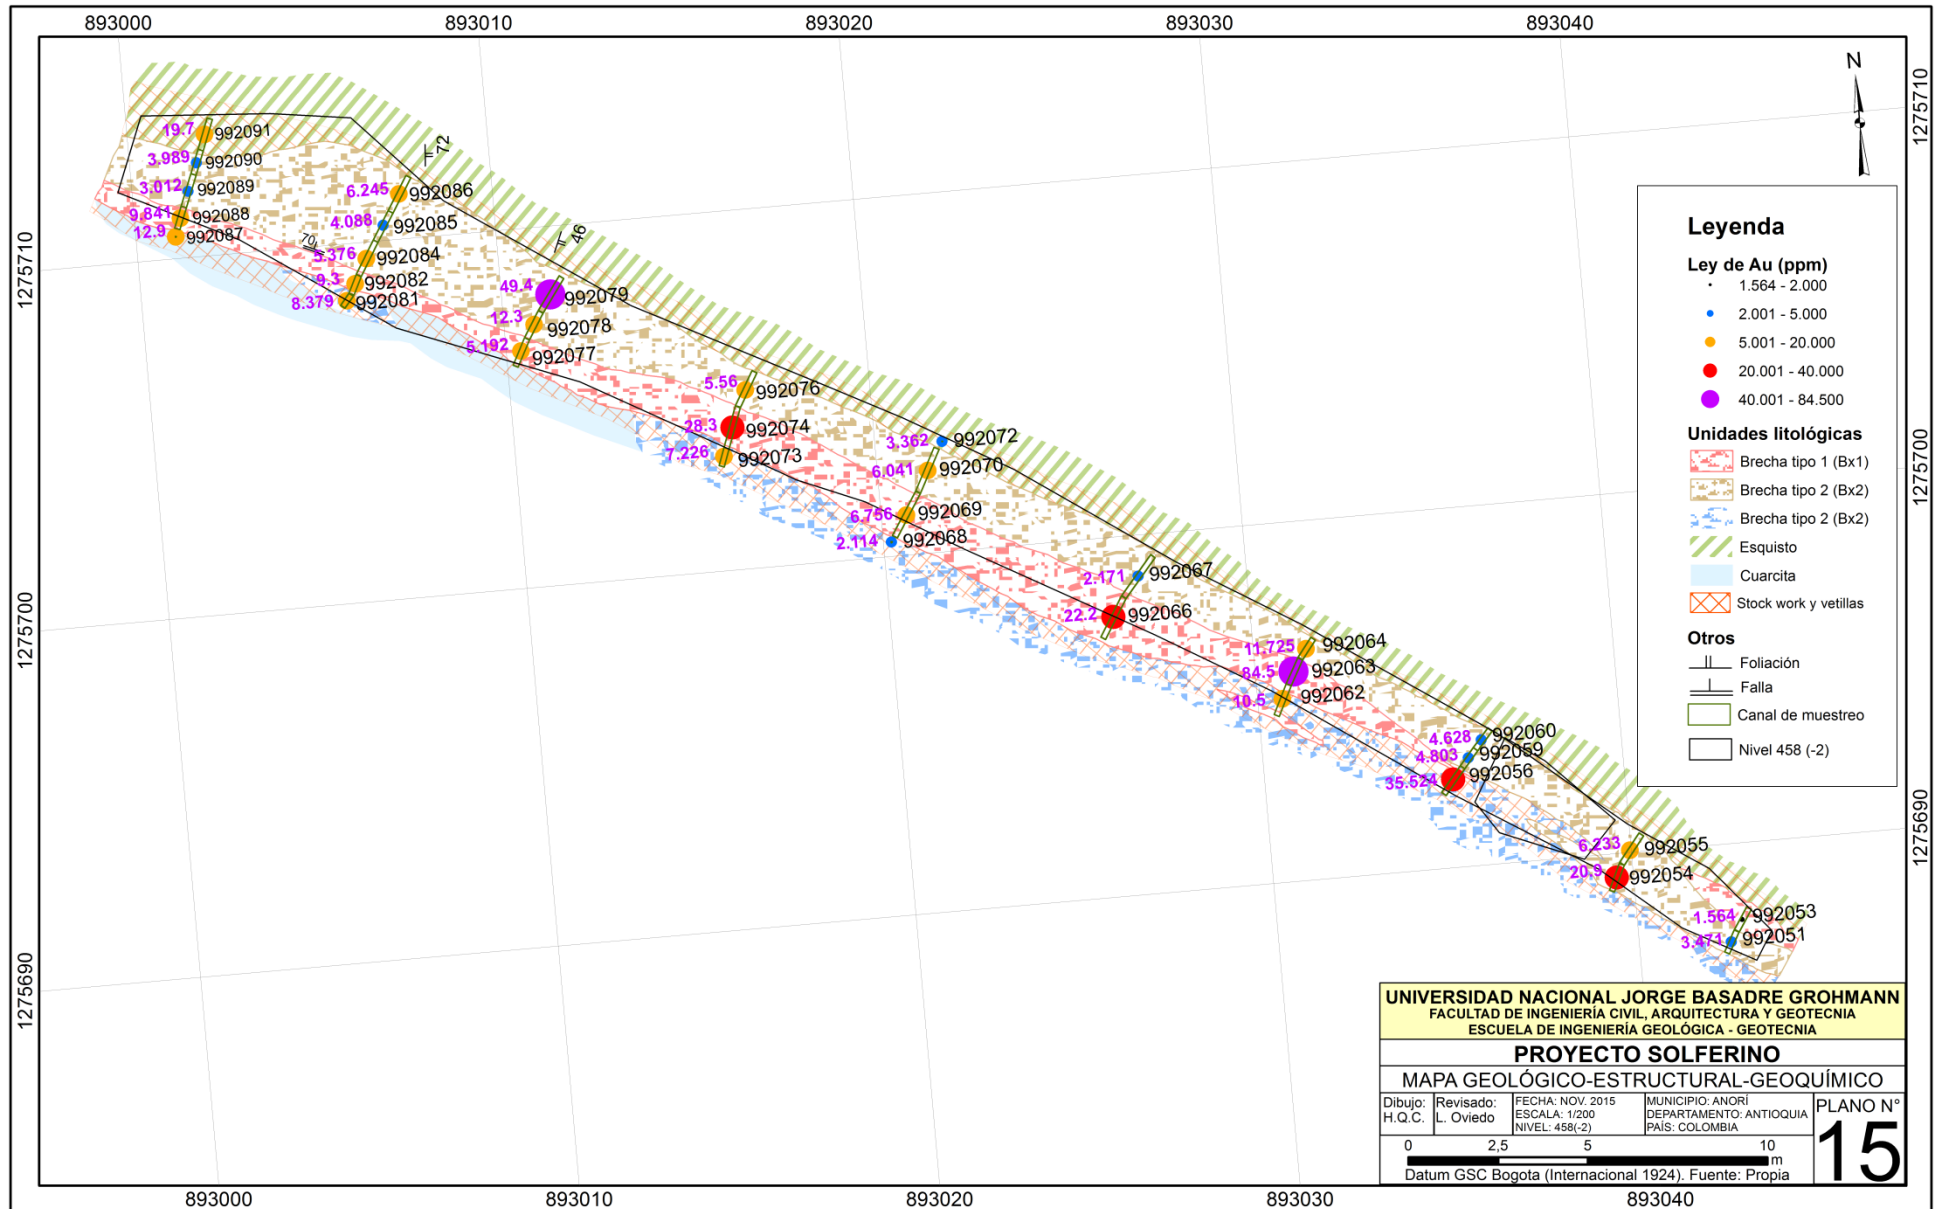 893000 893010 893020 893030 893040
1275710
1275700
1275690
1275710
1275700
1275690
N
72
46
70
19.7 992091
3.989 992090
3.012 992089
9.841 992088
12.9 992087
6.245 992086
4.088 992085
5.376 992084
9.3 992082
8.379 992081
49.4 992079
12.3 992078
5.192 992077
5.56 992076
28.3 992074
7.226 992073
3.362 992072
6.041 992070
6.756 992069
2.114 992068
2.171 992067
22.2 992066
11.725 992064
84.5 992063
10.5 992062
4.628 992060
4.803 992059
35.524 992056
6.233 992055
20.9 992054
1.564 992053
3.471 992051
Leyenda
Ley de Au (ppm)
1.564 - 2.000
2.001 - 5.000
5.001 - 20.000
20.001 - 40.000
40.001 - 84.500
Unidades litológicas
Brecha tipo 1 (Bx1)
Brecha tipo 2 (Bx2)
Brecha tipo 2 (Bx2)
Esquisto
Cuarcita
Stock work y vetillas
Otros
Foliación
Falla
Canal de muestreo
Nivel 458 (-2)
UNIVERSIDAD NACIONAL JORGE BASADRE GROHMANN
FACULTAD DE INGENIERÍA CIVIL, ARQUITECTURA Y GEOTECNIA
ESCUELA DE INGENIERÍA GEOLÓGICA - GEOTECNIA
PROYECTO SOLFERINO
MAPA GEOLÓGICO-ESTRUCTURAL-GEOQUÍMICO
Dibujo:
H.Q.C.
Revisado:
L. Oviedo
FECHA: NOV. 2015
ESCALA: 1/200
NIVEL: 458(-2)
MUNICIPIO: ANORÍ
DEPARTAMENTO: ANTIOQUIA
PAÍS: COLOMBIA
PLANO N°
15
0 2,5 5 10
m
Datum GSC Bogota (Internacional 1924). Fuente: Propia
893000 893010 893020 893030 893040